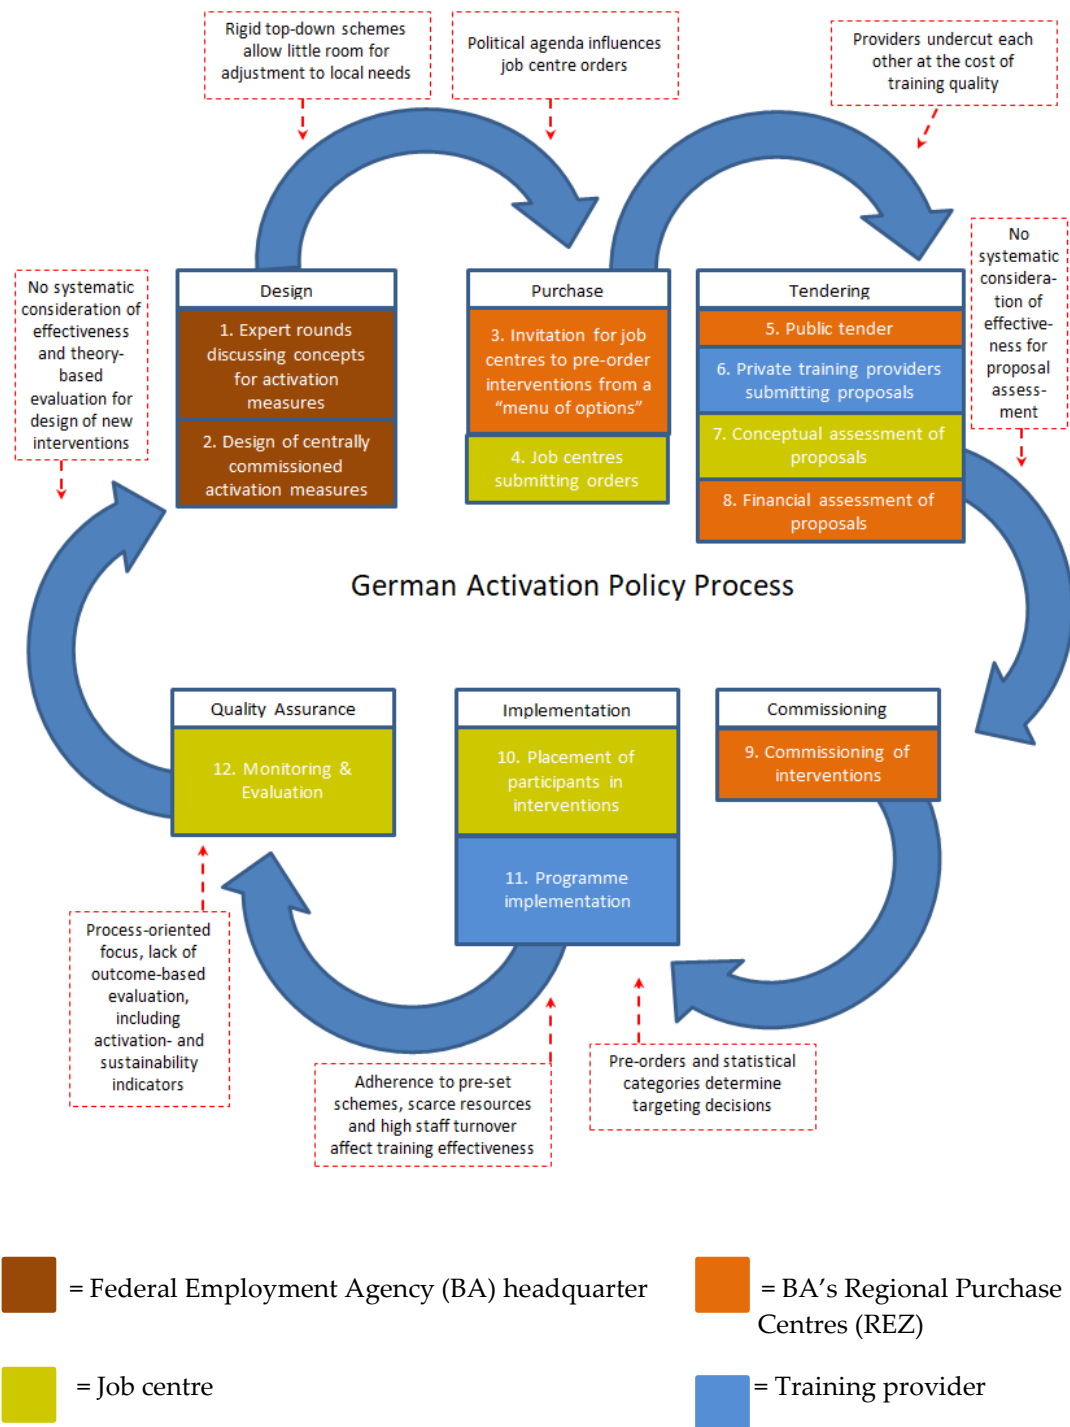 Rigid top-down schemes
allow little room for
adjustment to local needs
Political agenda influences
job centre orders
Providers undercut each
other at the cost of
training quality
No systematic
consideration of
effectiveness
and theory-
based
evaluation for
design of new
interventions
No
systematic
considera-
tion of
effective-
ness for
proposal
assess-
ment
Design
1. Expert rounds
discussing concepts
for activation
measures
2. Design of centrally
commissioned
activation measures
Purchase
3. Invitation for job
centres to pre-order
interventions from a
“menu of options”
4. Job centres
submitting orders
Tendering
5. Public tender
6. Private training providers
submitting proposals
7. Conceptual assessment of
proposals
8. Financial assessment of
proposals
German Activation Policy Process
Quality Assurance
12. Monitoring &
Evaluation
Implementation
10. Placement of
participants in
interventions
11. Programme
implementation
Commissioning
9. Commissioning of
interventions
Process-oriented
focus, lack of
outcome-based
evaluation,
including
activation- and
sustainability
indicators
Adherence to pre-set
schemes, scarce resources
and high staff turnover
affect training effectiveness
Pre-orders and statistical
categories determine
targeting decisions
= Federal Employment Agency (BA) headquarter
= BA’s Regional Purchase
Centres (REZ)
= Job centre
= Training provider